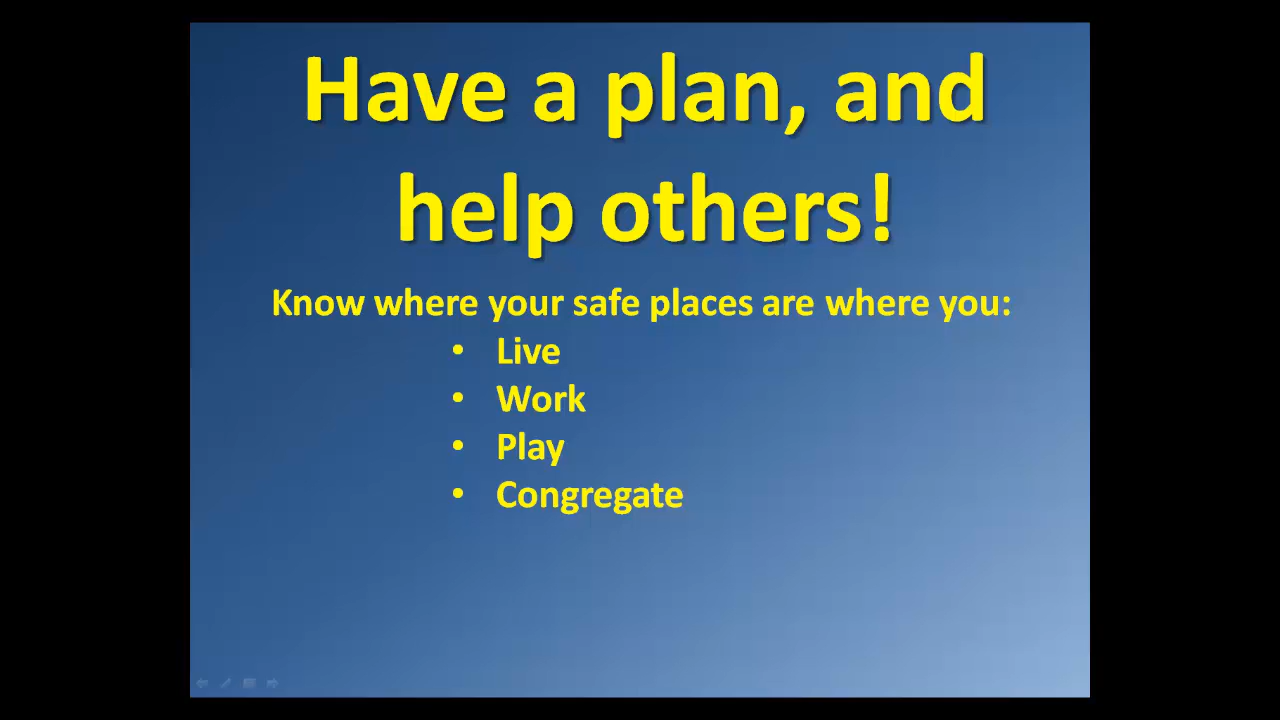 Have a plan, and
help others!
Know where your safe places are where you:
• Live
• Work
• Play
• Congregate